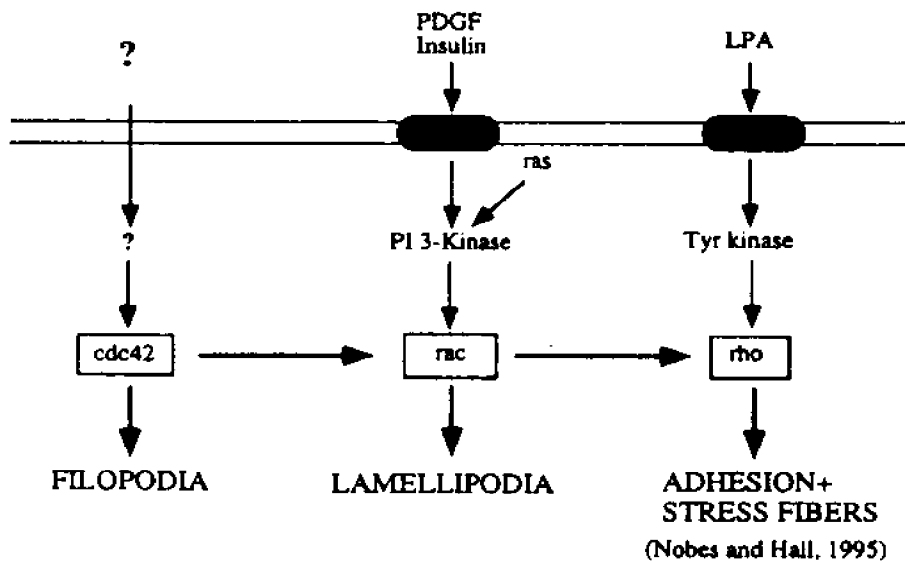 ?
PDGF
Insulin
LPA
ras
?
PI 3-Kinase
Tyr kinase
cdc42
rac
rho
FILOPODIA
LAMELLIPODIA
ADHESION+
STRESS FIBERS
(Nobes and Hall, 1995)